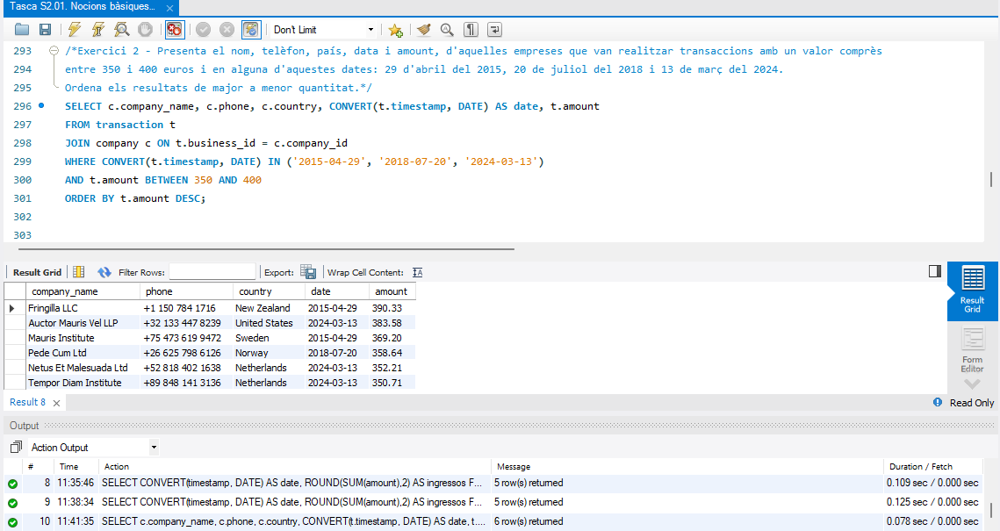 Tasca S2.01. Nocions bàsiques... ×
Don't Limit
293 /*Exercici 2 - Presenta el nom, telèfon, país, data i amount, d'aquelles empreses que van realitzar transaccions amb un valor comprès
294 entre 350 i 400 euros i en alguna d'aquestes dates: 29 d'abril del 2015, 20 de juliol del 2018 i 13 de març del 2024.
295 Ordena els resultats de major a menor quantitat.*/
296 SELECT c.company_name, c.phone, c.country, CONVERT(t.timestamp, DATE) AS date, t.amount
297 FROM transaction t
298 JOIN company c ON t.business_id = c.company_id
299 WHERE CONVERT(t.timestamp, DATE) IN ('2015-04-29', '2018-07-20', '2024-03-13')
300 AND t.amount BETWEEN 350 AND 400
301 ORDER BY t.amount DESC;
302
303
Result Grid Filter Rows: Export: Wrap Cell Content: IA
company_name phone country date amount
Fringilla LLC +1 150 784 1716 New Zealand 2015-04-29 390.33
Auctor Mauris Vel LLP +32 133 447 8239 United States 2024-03-13 383.58
Mauris Institute +75 473 619 9472 Sweden 2015-04-29 369.20
Pede Cum Ltd +26 625 798 6126 Norway 2018-07-20 358.64
Netus Et Malesuada Ltd +52 818 402 1638 Netherlands 2024-03-13 352.21
Tempor Diam Institute +89 848 141 3136 Netherlands 2024-03-13 350.71
Result
Grid
Form
Editor
Result 8 × Read Only
Output
Action Output
# Time Action Message Duration / Fetch
8 11:35:46 SELECT CONVERT(timestamp, DATE) AS date, ROUND(SUM(amount),2) AS ingressos F... 5 row(s) returned 0.109 sec / 0.000 sec
9 11:38:34 SELECT CONVERT(timestamp, DATE) AS date, ROUND(SUM(amount),2) AS ingressos F... 5 row(s) returned 0.125 sec / 0.000 sec
10 11:41:35 SELECT c.company_name, c.phone, c.country, CONVERT(t.timestamp, DATE) AS date, t.... 6 row(s) returned 0.078 sec / 0.000 sec